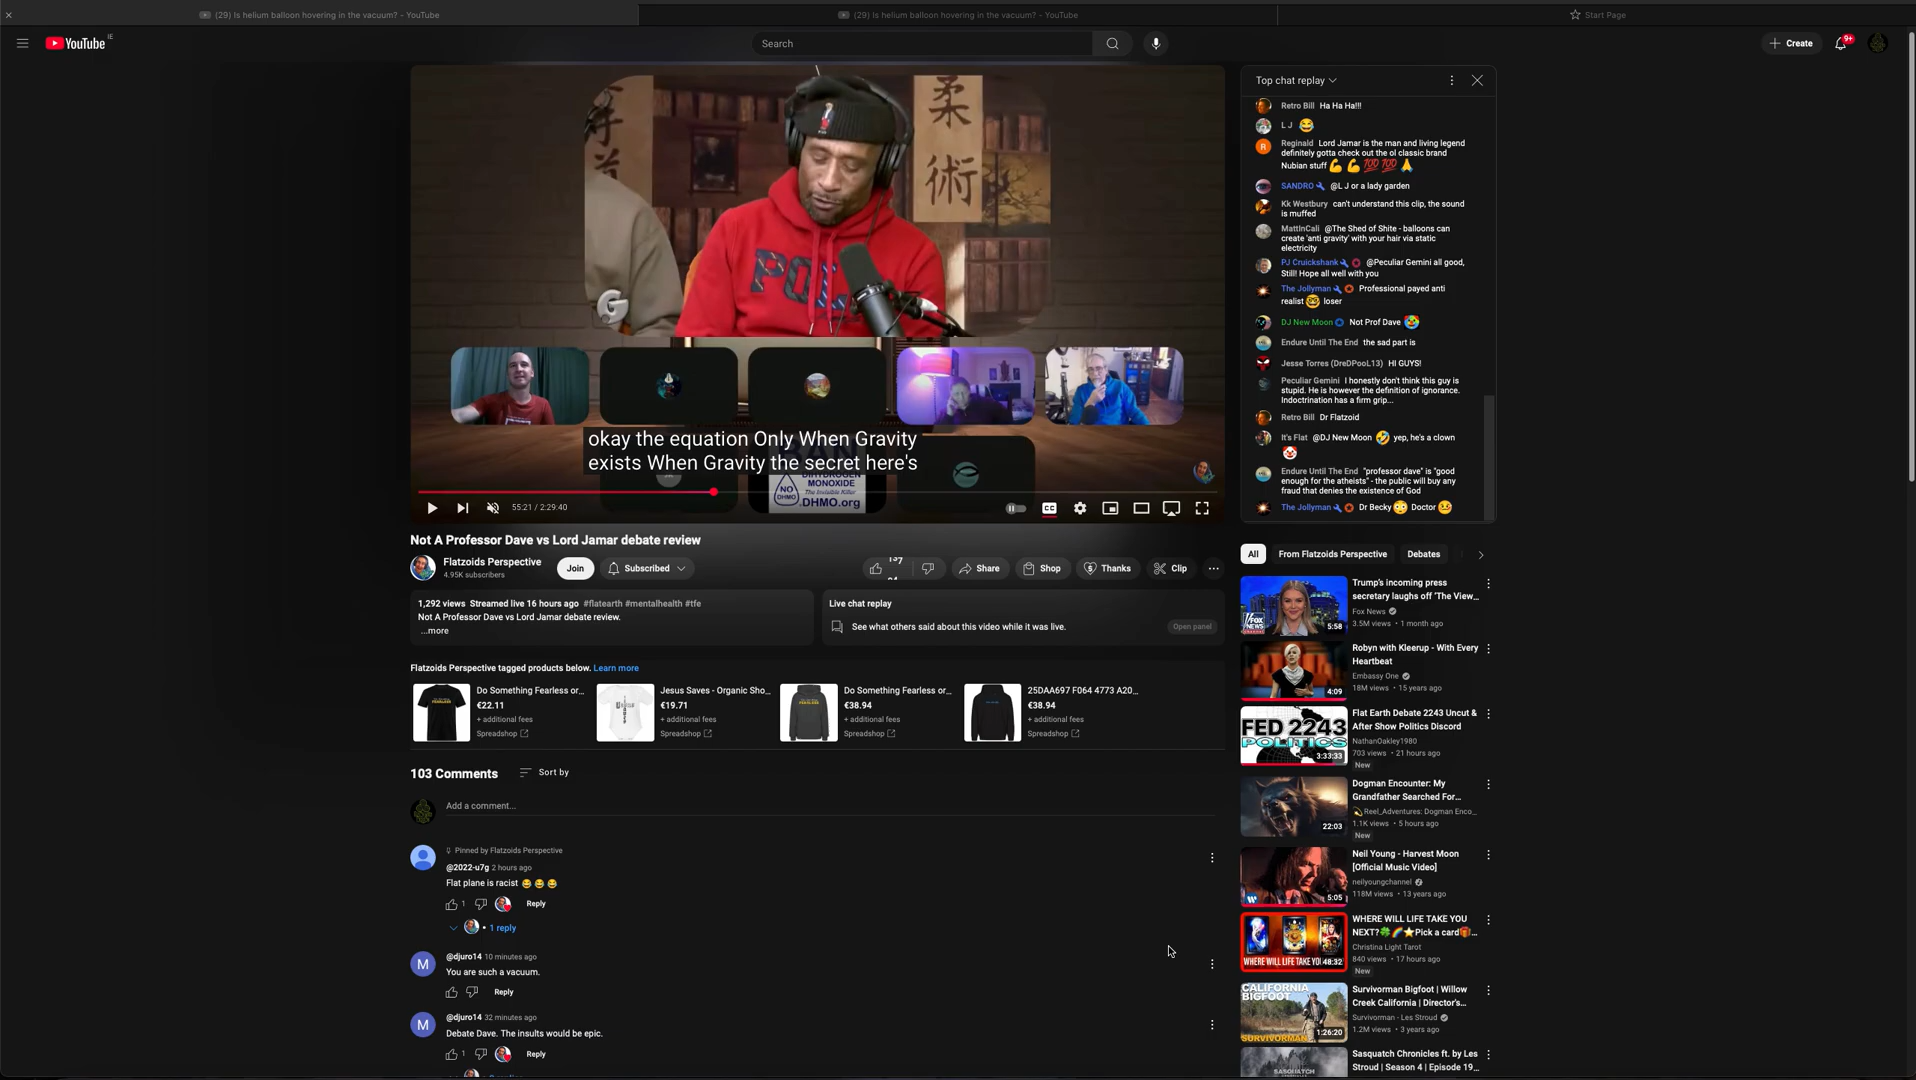 (29) Is helium balloon hovering in the vacuum? - YouTube
(29) Is helium balloon hovering in the vacuum? - YouTube
Start Page
YouTube IE
Search
Create
9+
柔
術
POL
G
okay the equation Only When Gravity
exists When Gravity the secret here's
BAN
DIHYDROGEN
MONOXIDE
The Invisible Killer
NO
DHMO
DHMO.org
55:21 / 2:29:40
CC
Top chat replay
Retro Bill Ha Ha Ha!!!
L J 😂
R
Reginald Lord Jamar is the man and living legend
definitely gotta check out the ol classic brand
Nubian stuff 💪 💪 💯 💯 🙏
SANDRO @L J or a lady garden
Kk Westbury can't understand this clip, the sound
is muffed
MattInCali @The Shed of Shite - balloons can
create 'anti gravity' with your hair via static
electricity
PJ Cruickshank @Peculiar Gemini all good,
Still! Hope all well with you
The Jollyman Professional payed anti
realist 🤓 loser
DJ New Moon Not Prof Dave 🤡
Endure Until The End the sad part is
Jesse Torres (DreDPooL13) HI GUYS!
Peculiar Gemini I honestly don't think this guy is
stupid. He is however the definition of ignorance.
Indoctrination has a firm grip...
Retro Bill Dr Flatzoid
It's Flat @DJ New Moon 🤣 yep, he's a clown
🤡
Endure Until The End "professor dave" is "good
enough for the atheists" - the public will buy any
fraud that denies the existence of God
The Jollyman Dr Becky 😳 Doctor 🤒
Not A Professor Dave vs Lord Jamar debate review
Flatzoids Perspective
4.95K subscribers
Join
Subscribed
Share
Shop
Thanks
Clip
1,292 views Streamed live 16 hours ago #flatearth #mentalhealth #tfe
Not A Professor Dave vs Lord Jamar debate review.
...more
Live chat replay
See what others said about this video while it was live.
Open panel
Flatzoids Perspective tagged products below. Learn more
Do Something Fearless or...
€22.11
+ additional fees
Spreadshop
Jesus Saves - Organic Sho...
€19.71
+ additional fees
Spreadshop
Do Something Fearless or...
€38.94
+ additional fees
Spreadshop
25DAA697 F064 4773 A20...
€38.94
+ additional fees
Spreadshop
103 Comments
Sort by
Add a comment...
Pinned by Flatzoids Perspective
@2022-u7g 2 hours ago
Flat plane is racist 😂 😂 😂
1
Reply
1 reply
M
@djuro14 10 minutes ago
You are such a vacuum.
Reply
M
@djuro14 32 minutes ago
Debate Dave. The insults would be epic.
1
Reply
All
From Flatzoids Perspective
Debates
FOX
NEWS
5:58
Trump's incoming press
secretary laughs off 'The View...
Fox News
3.5M views • 1 month ago
4:09
Robyn with Kleerup - With Every
Heartbeat
Embassy One
18M views • 15 years ago
FED 2243
POLITICS
3:33:33
Flat Earth Debate 2243 Uncut &
After Show Politics Discord
NathanOakley1980
703 views • 21 hours ago
New
22:03
Dogman Encounter: My
Grandfather Searched For...
Reel_Adventures: Dogman Enco...
1.1K views • 5 hours ago
New
5:05
Neil Young - Harvest Moon
[Official Music Video]
neilyoungchannel
118M views • 13 years ago
WHERE WILL LIFE TAKE YO
48:32
WHERE WILL LIFE TAKE YOU
NEXT?🍀🌈⭐Pick a card🎁...
Christina Light Tarot
840 views • 17 hours ago
New
CALIFORNIA
BIGFOOT
SURVIVORMAN
1:26:20
Survivorman Bigfoot | Willow
Creek California | Director's...
Survivorman - Les Stroud
1.2M views • 3 years ago
SASQUATCH
Sasquatch Chronicles ft. by Les
Stroud | Season 4 | Episode 19...